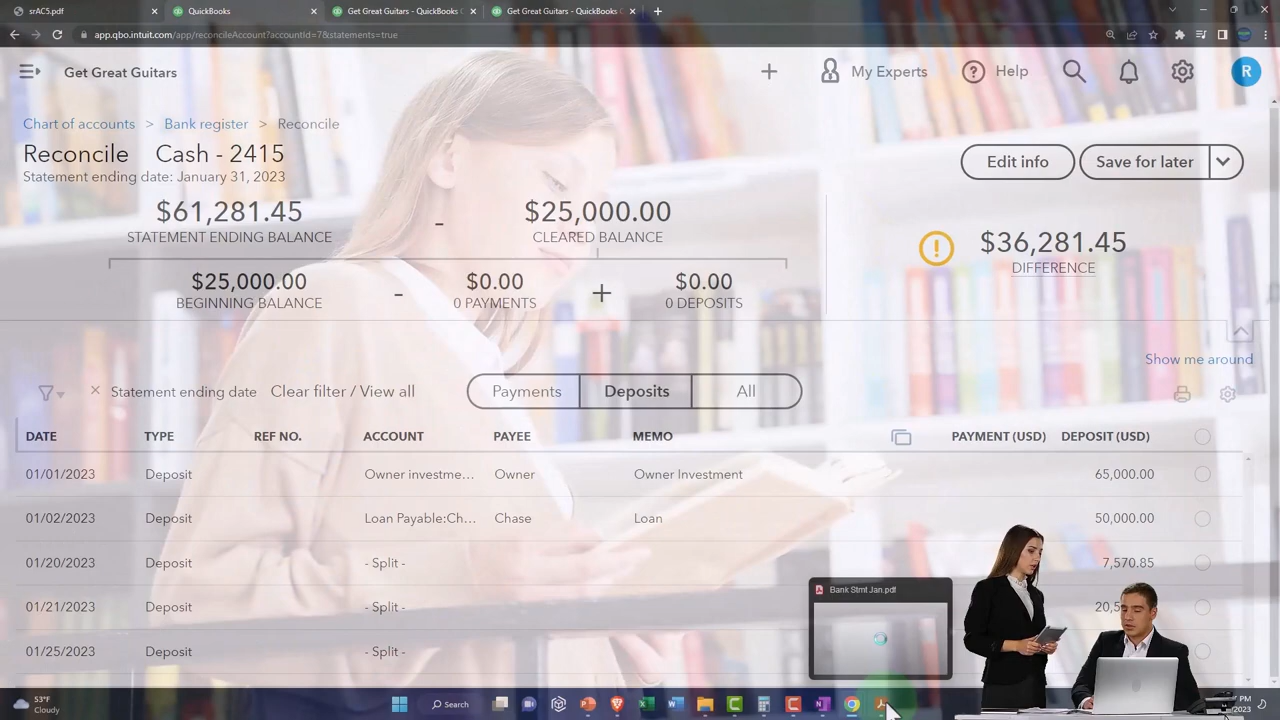 srAC5.pdf × QuickBooks × Get Great Guitars - QuickBooks C × Get Great Guitars - QuickBooks C × +
app.qbo.intuit.com/app/reconcileAccount?accountId=7&statements=true
Get Great Guitars + My Experts Help R
Chart of accounts > Bank register > Reconcile
Reconcile Cash - 2415 Edit info Save for later
Statement ending date: January 31, 2023
$61,281.45 - $25,000.00 $36,281.45
STATEMENT ENDING BALANCE CLEARED BALANCE DIFFERENCE
$25,000.00 - $0.00 + $0.00
BEGINNING BALANCE 0 PAYMENTS 0 DEPOSITS
Show me around
× Statement ending date Clear filter / View all Payments Deposits All
DATE TYPE REF NO. ACCOUNT PAYEE MEMO PAYMENT (USD) DEPOSIT (USD)
01/01/2023 Deposit Owner investme… Owner Owner Investment 65,000.00
01/02/2023 Deposit Loan Payable:Ch… Chase Loan 50,000.00
01/20/2023 Deposit - Split - 7,570.85
01/21/2023 Deposit - Split -
01/25/2023 Deposit - Split -
Bank Stmt Jan.pdf
53°F
Cloudy
Search